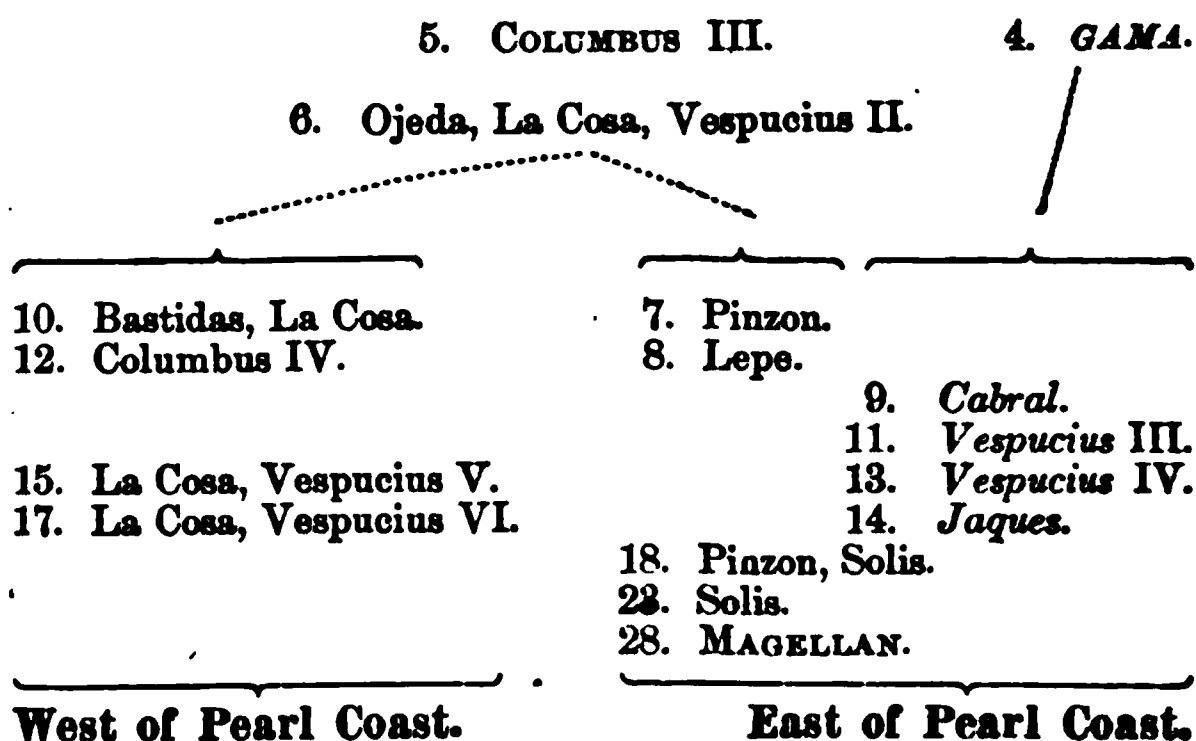 5. COLUMBUS III. 4. GAMA.
6. Ojeda, La Cosa, Vespucius II.
10. Bastidas, La Cosa.
12. Columbus IV.
15. La Cosa, Vespucius V.
17. La Cosa, Vespucius VI.
7. Pinzon.
8. Lepe.
9. Cabral.
11. Vespucius III.
13. Vespucius IV.
14. Jaques.
18. Pinzon, Solis.
23. Solis.
28. MAGELLAN.
West of Pearl Coast. East of Pearl Coast.